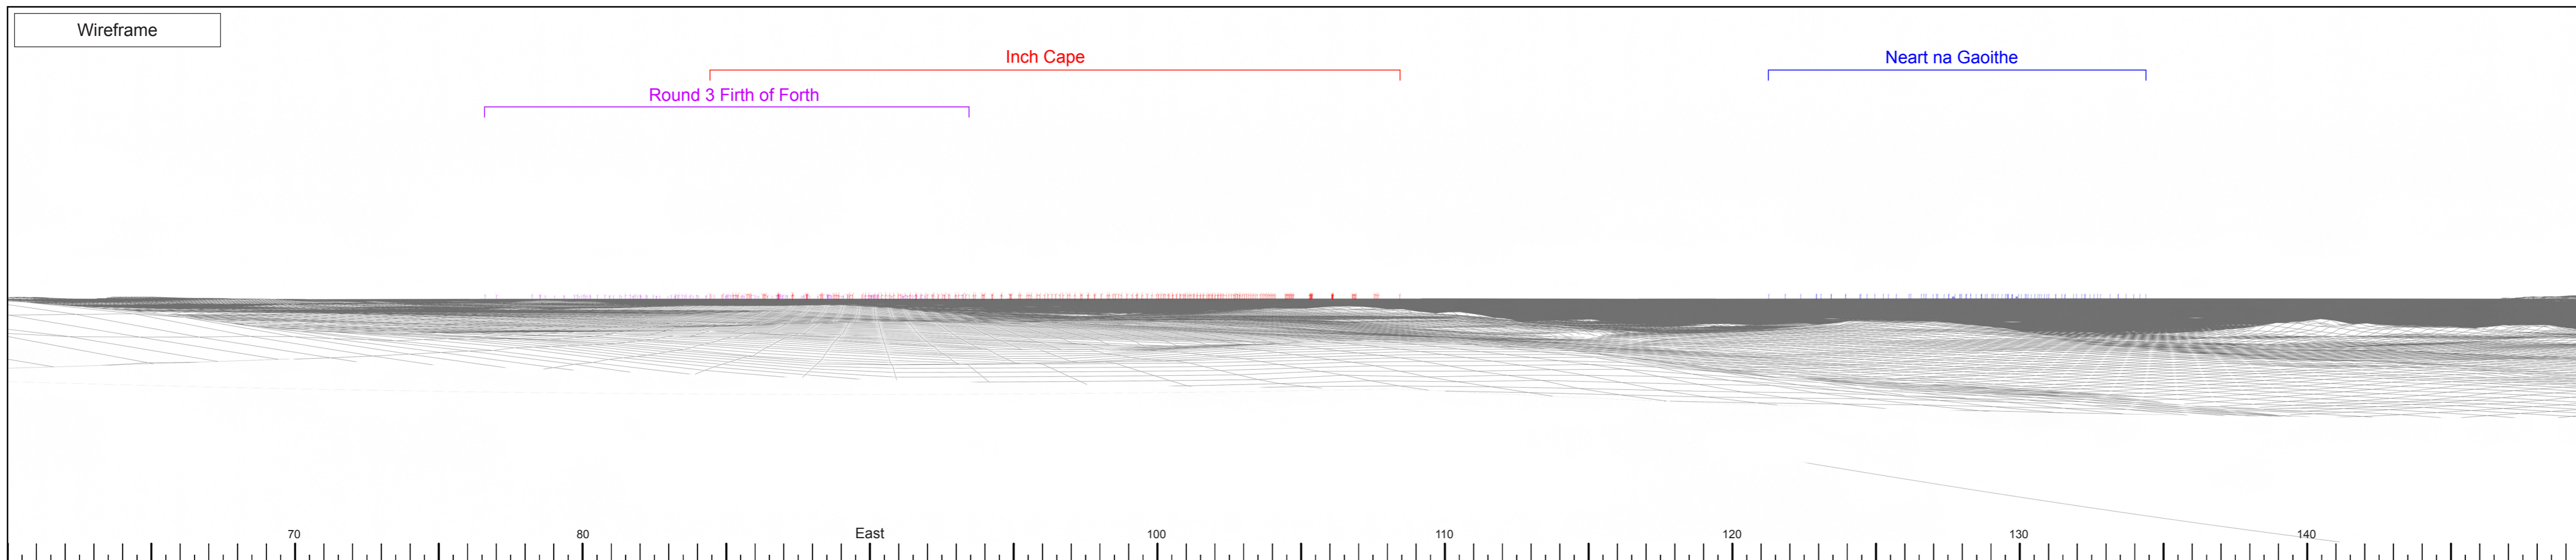 Wireframe
Inch Cape
Neart na Gaoithe
Round 3 Firth of Forth
70 80 East 100 110 120 130 140